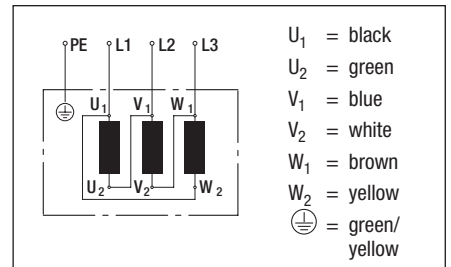 PE L1 L2 L3
U1 V1 W1
U2 V2 W2
U1 = black
U2 = green
V1 = blue
V2 = white
W1 = brown
W2 = yellow
= green/
yellow